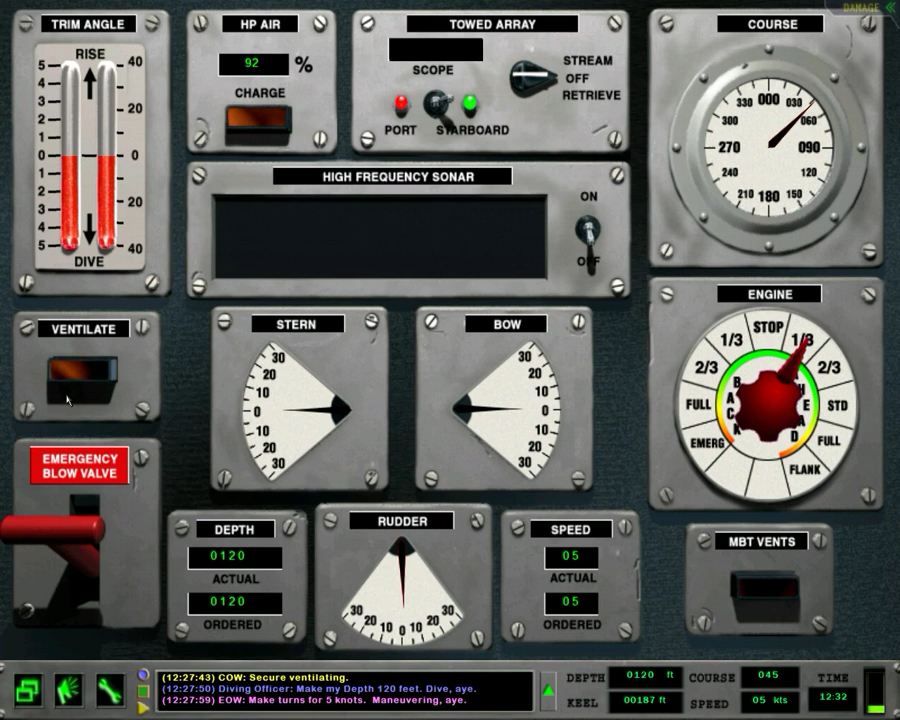 DAMAGE
TRIM ANGLE
RISE
5 40
4
3 20
2
1
0 0
1
2
3 20
4
5 40
DIVE
HP AIR
92 %
CHARGE
TOWED ARRAY
SCOPE
PORT STARBOARD
STREAM
OFF
RETRIEVE
COURSE
000
030
060
090
120
150
180
210
240
270
300
330
HIGH FREQUENCY SONAR
ON
OFF
VENTILATE
STERN
30
20
10
0
10
20
30
BOW
30
20
10
0
10
20
30
ENGINE
STOP
1/3 1/3
2/3 2/3
FULL STD
EMERG FULL
FLANK
BACK
AHEAD
EMERGENCY
BLOW VALVE
DEPTH
0120
ACTUAL
0120
ORDERED
RUDDER
30 20 10 0 10 20 30
SPEED
05
ACTUAL
05
ORDERED
MBT VENTS
(12:27:43) COW: Secure ventilating.
(12:27:50) Diving Officer: Make my Depth 120 feet. Dive, aye.
(12:27:59) EOW: Make turns for 5 knots. Maneuvering, aye.
DEPTH 0120 ft COURSE 045 TIME
KEEL 00187 ft SPEED 05 kts 12:32